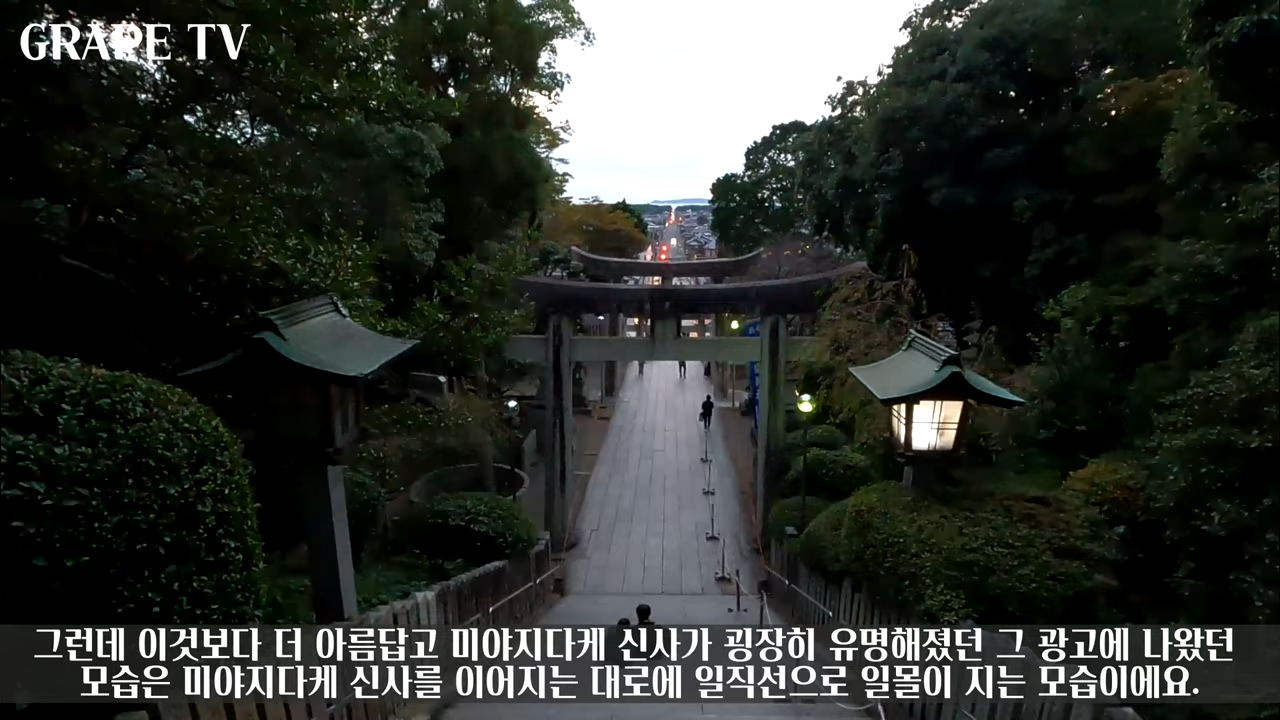 GRAPE TV
그런데 이것보다 더 아름답고 미야지다케 신사가 굉장히 유명해졌던 그 광고에 나왔던
모습은 미야지다케 신사를 이어지는 대로에 일직선으로 일몰이 지는 모습이에요.